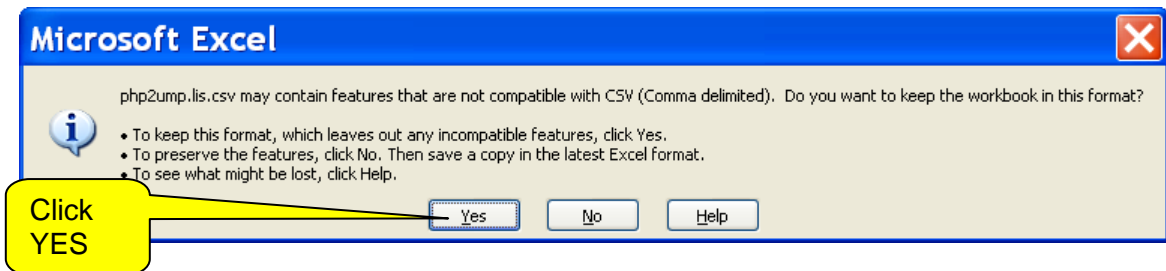 Microsoft Excel
php2ump.lis.csv may contain features that are not compatible with CSV (Comma delimited). Do you want to keep the workbook in this format?
• To keep this format, which leaves out any incompatible features, click Yes.
• To preserve the features, click No. Then save a copy in the latest Excel format.
• To see what might be lost, click Help.
Click
YES
Yes No Help